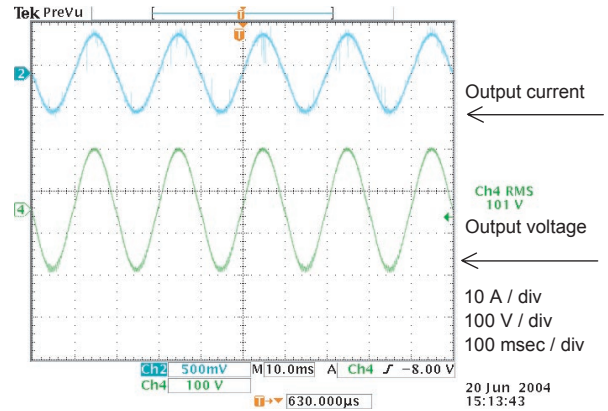 Tek PreVu
T
T
2
Output current
Ch4 RMS
101 V
4
Output voltage
10 A / div
100 V / div
100 msec / div
Ch2 500mV M 10.0ms A Ch4 ∫ −8.00 V
Ch4 100 V
T→▼ 630.000µs
20 Jun 2004
15:13:43